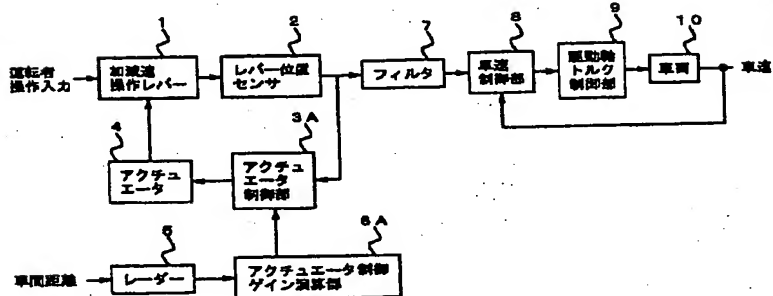 1
2
7
8
9
10
運転者
操作入力
加減速
操作レバー
レバー位置
センサ
フィルタ
車速
制御部
駆動軸
トルク
制御部
車両
車速
4
3A
アクチュ
エータ
アクチュ
エータ
制御部
5
6A
車間距離
レーダー
アクチュエータ制御
ゲイン演算部